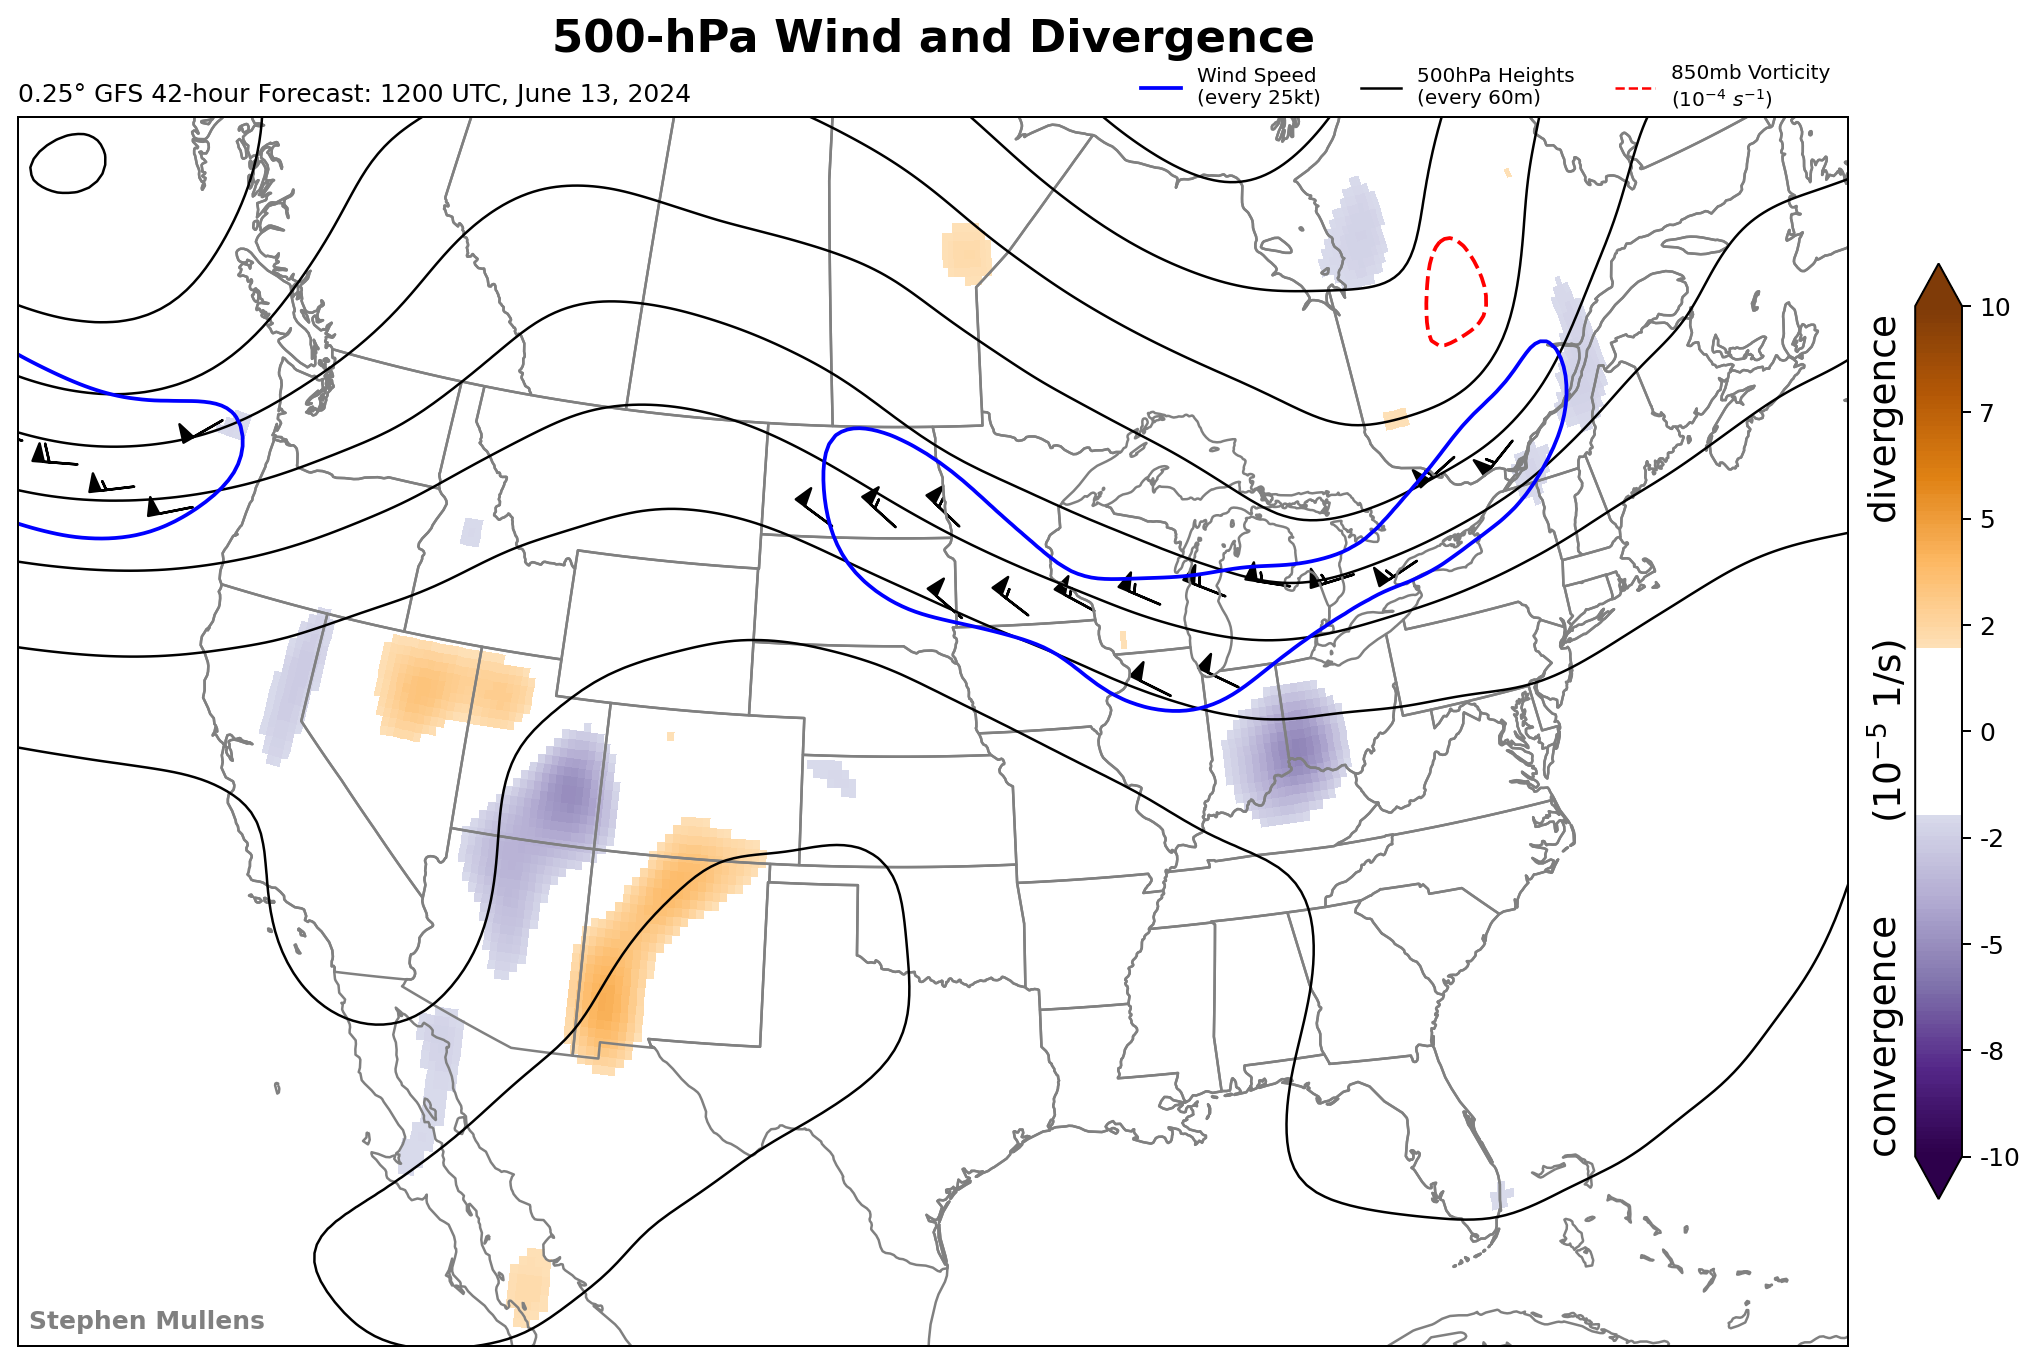 500-hPa Wind and Divergence
0.25° GFS 42-hour Forecast: 1200 UTC, June 13, 2024
Wind Speed
(every 25kt)
500hPa Heights
(every 60m)
850mb Vorticity
(10⁻⁴ s⁻¹)
10
7
5
2
0
-2
-5
-8
-10
convergence (10⁻⁵ 1/s) divergence
Stephen Mullens